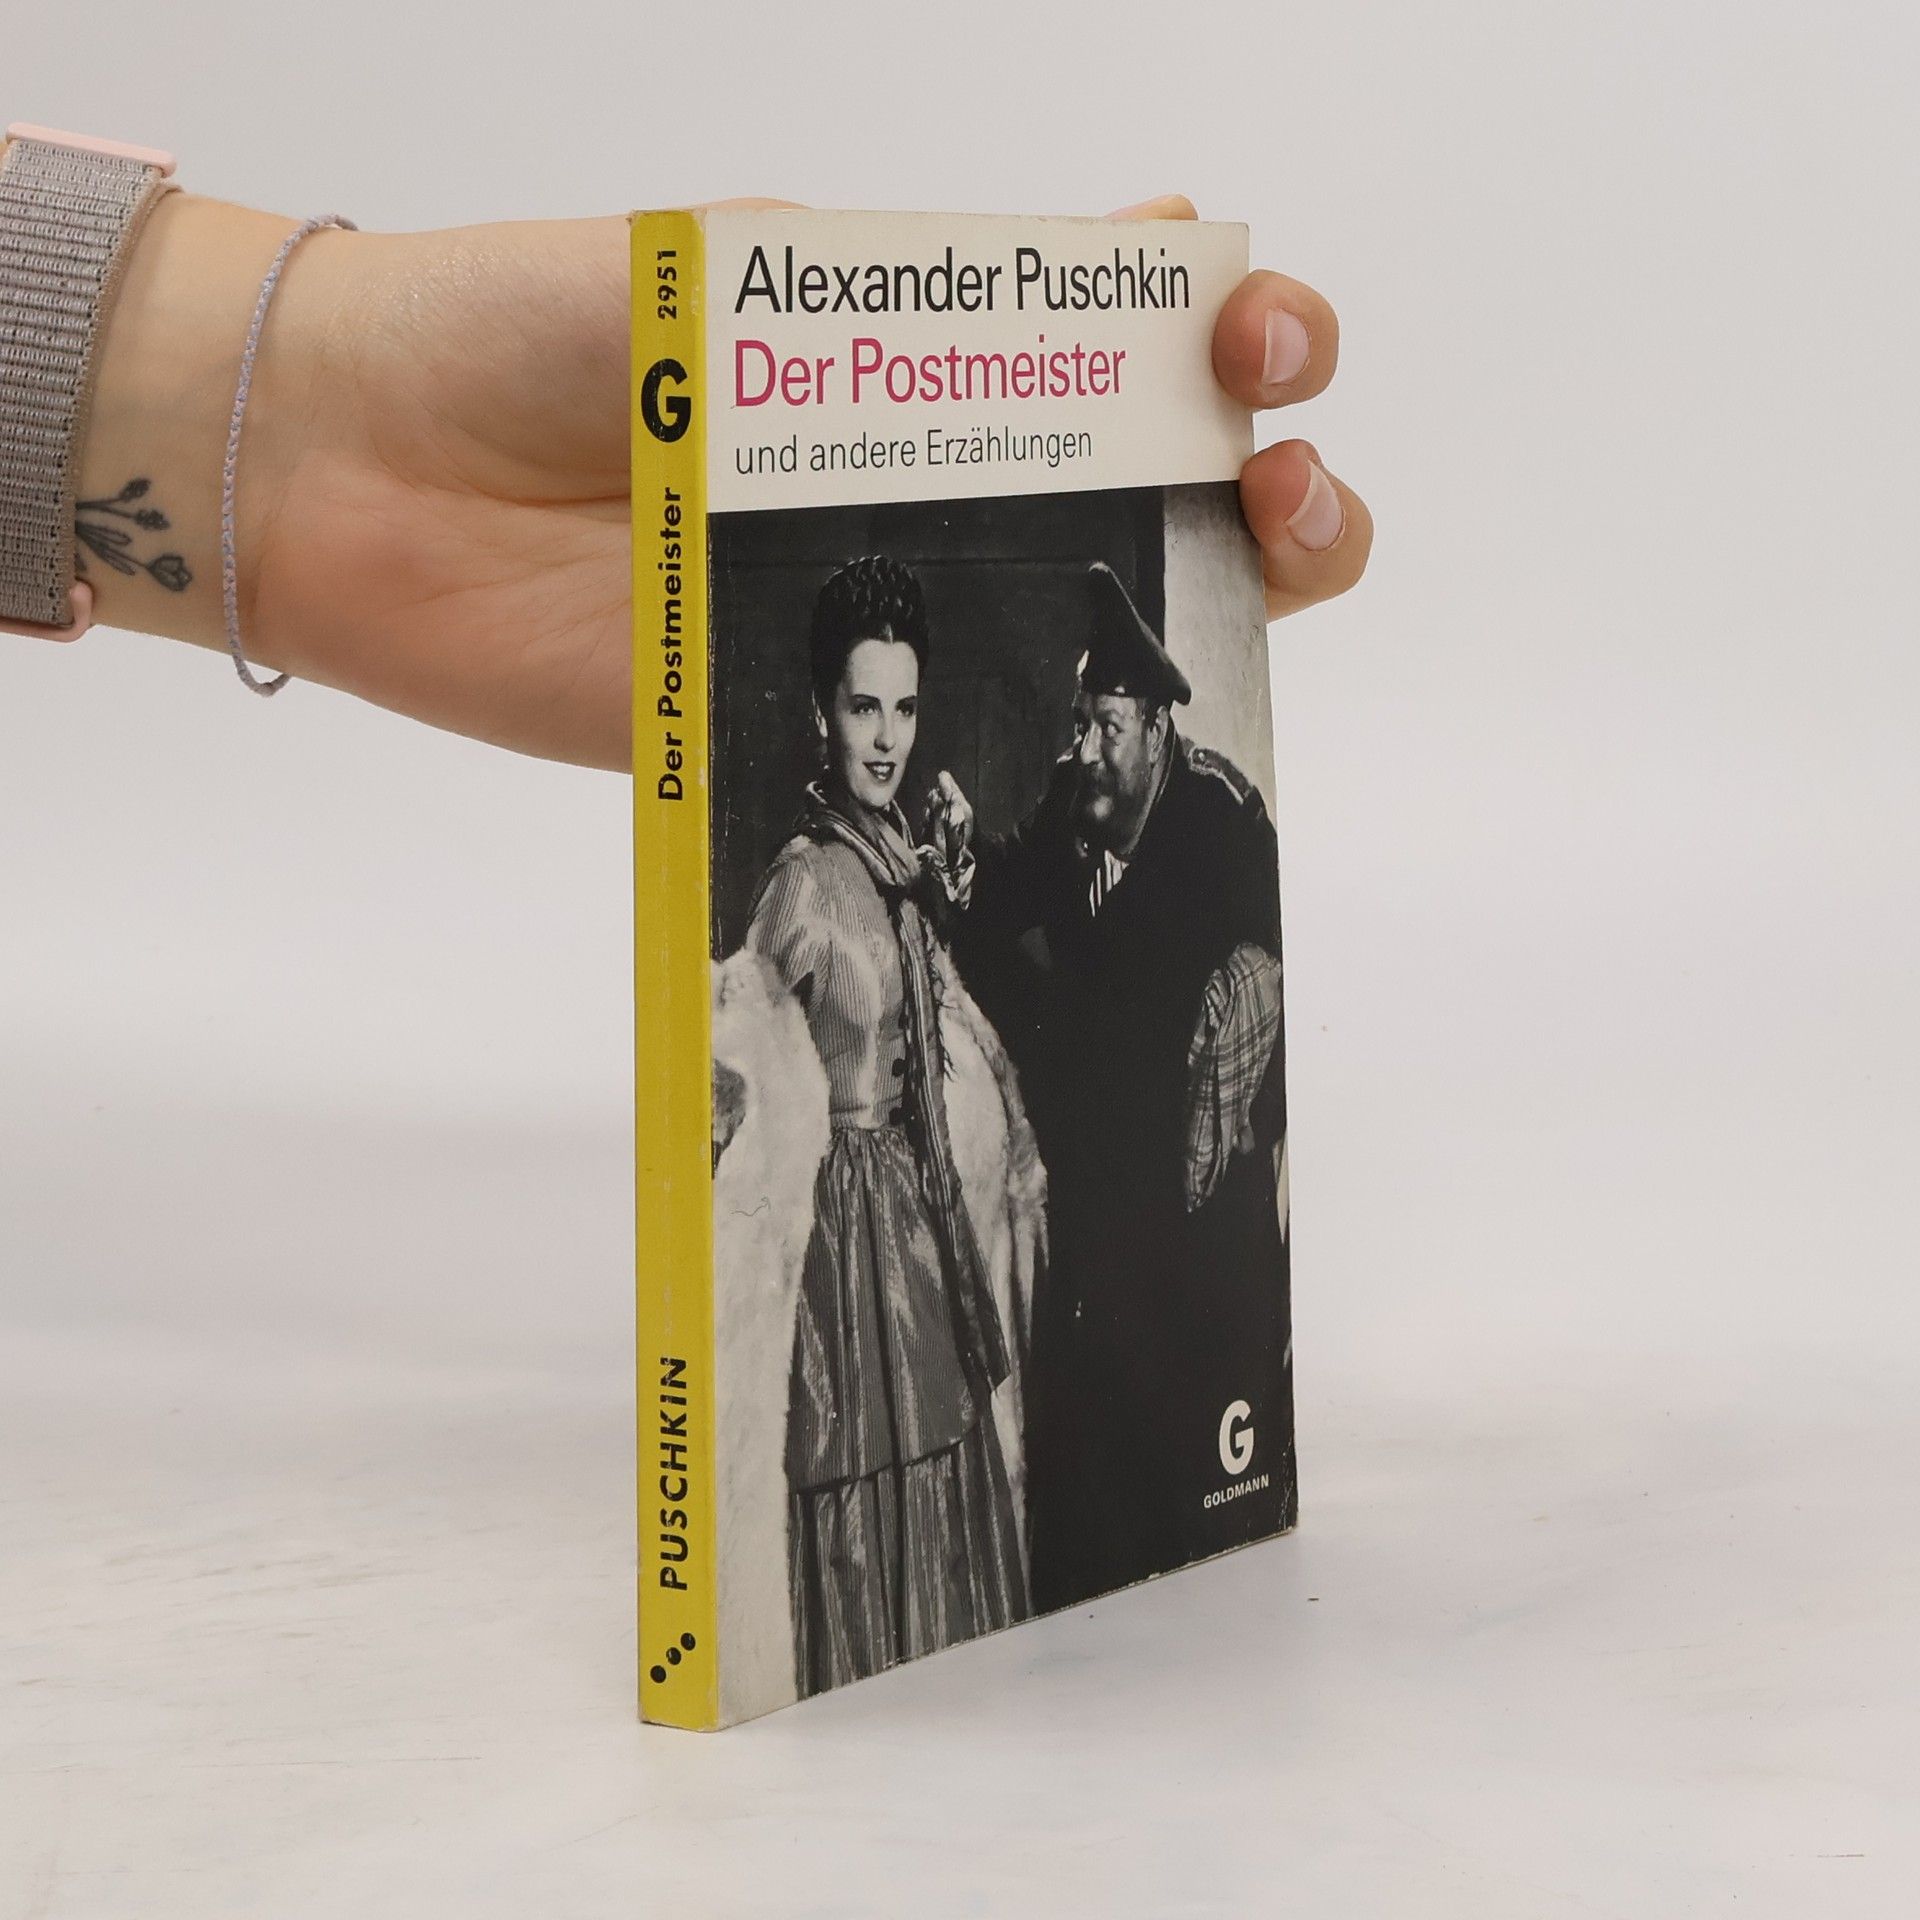 Alexander Puschkin
Der Postmeister
und andere Erzählungen
G
GOLDMANN
PUSCHKIN
Der Postmeister
G
2951